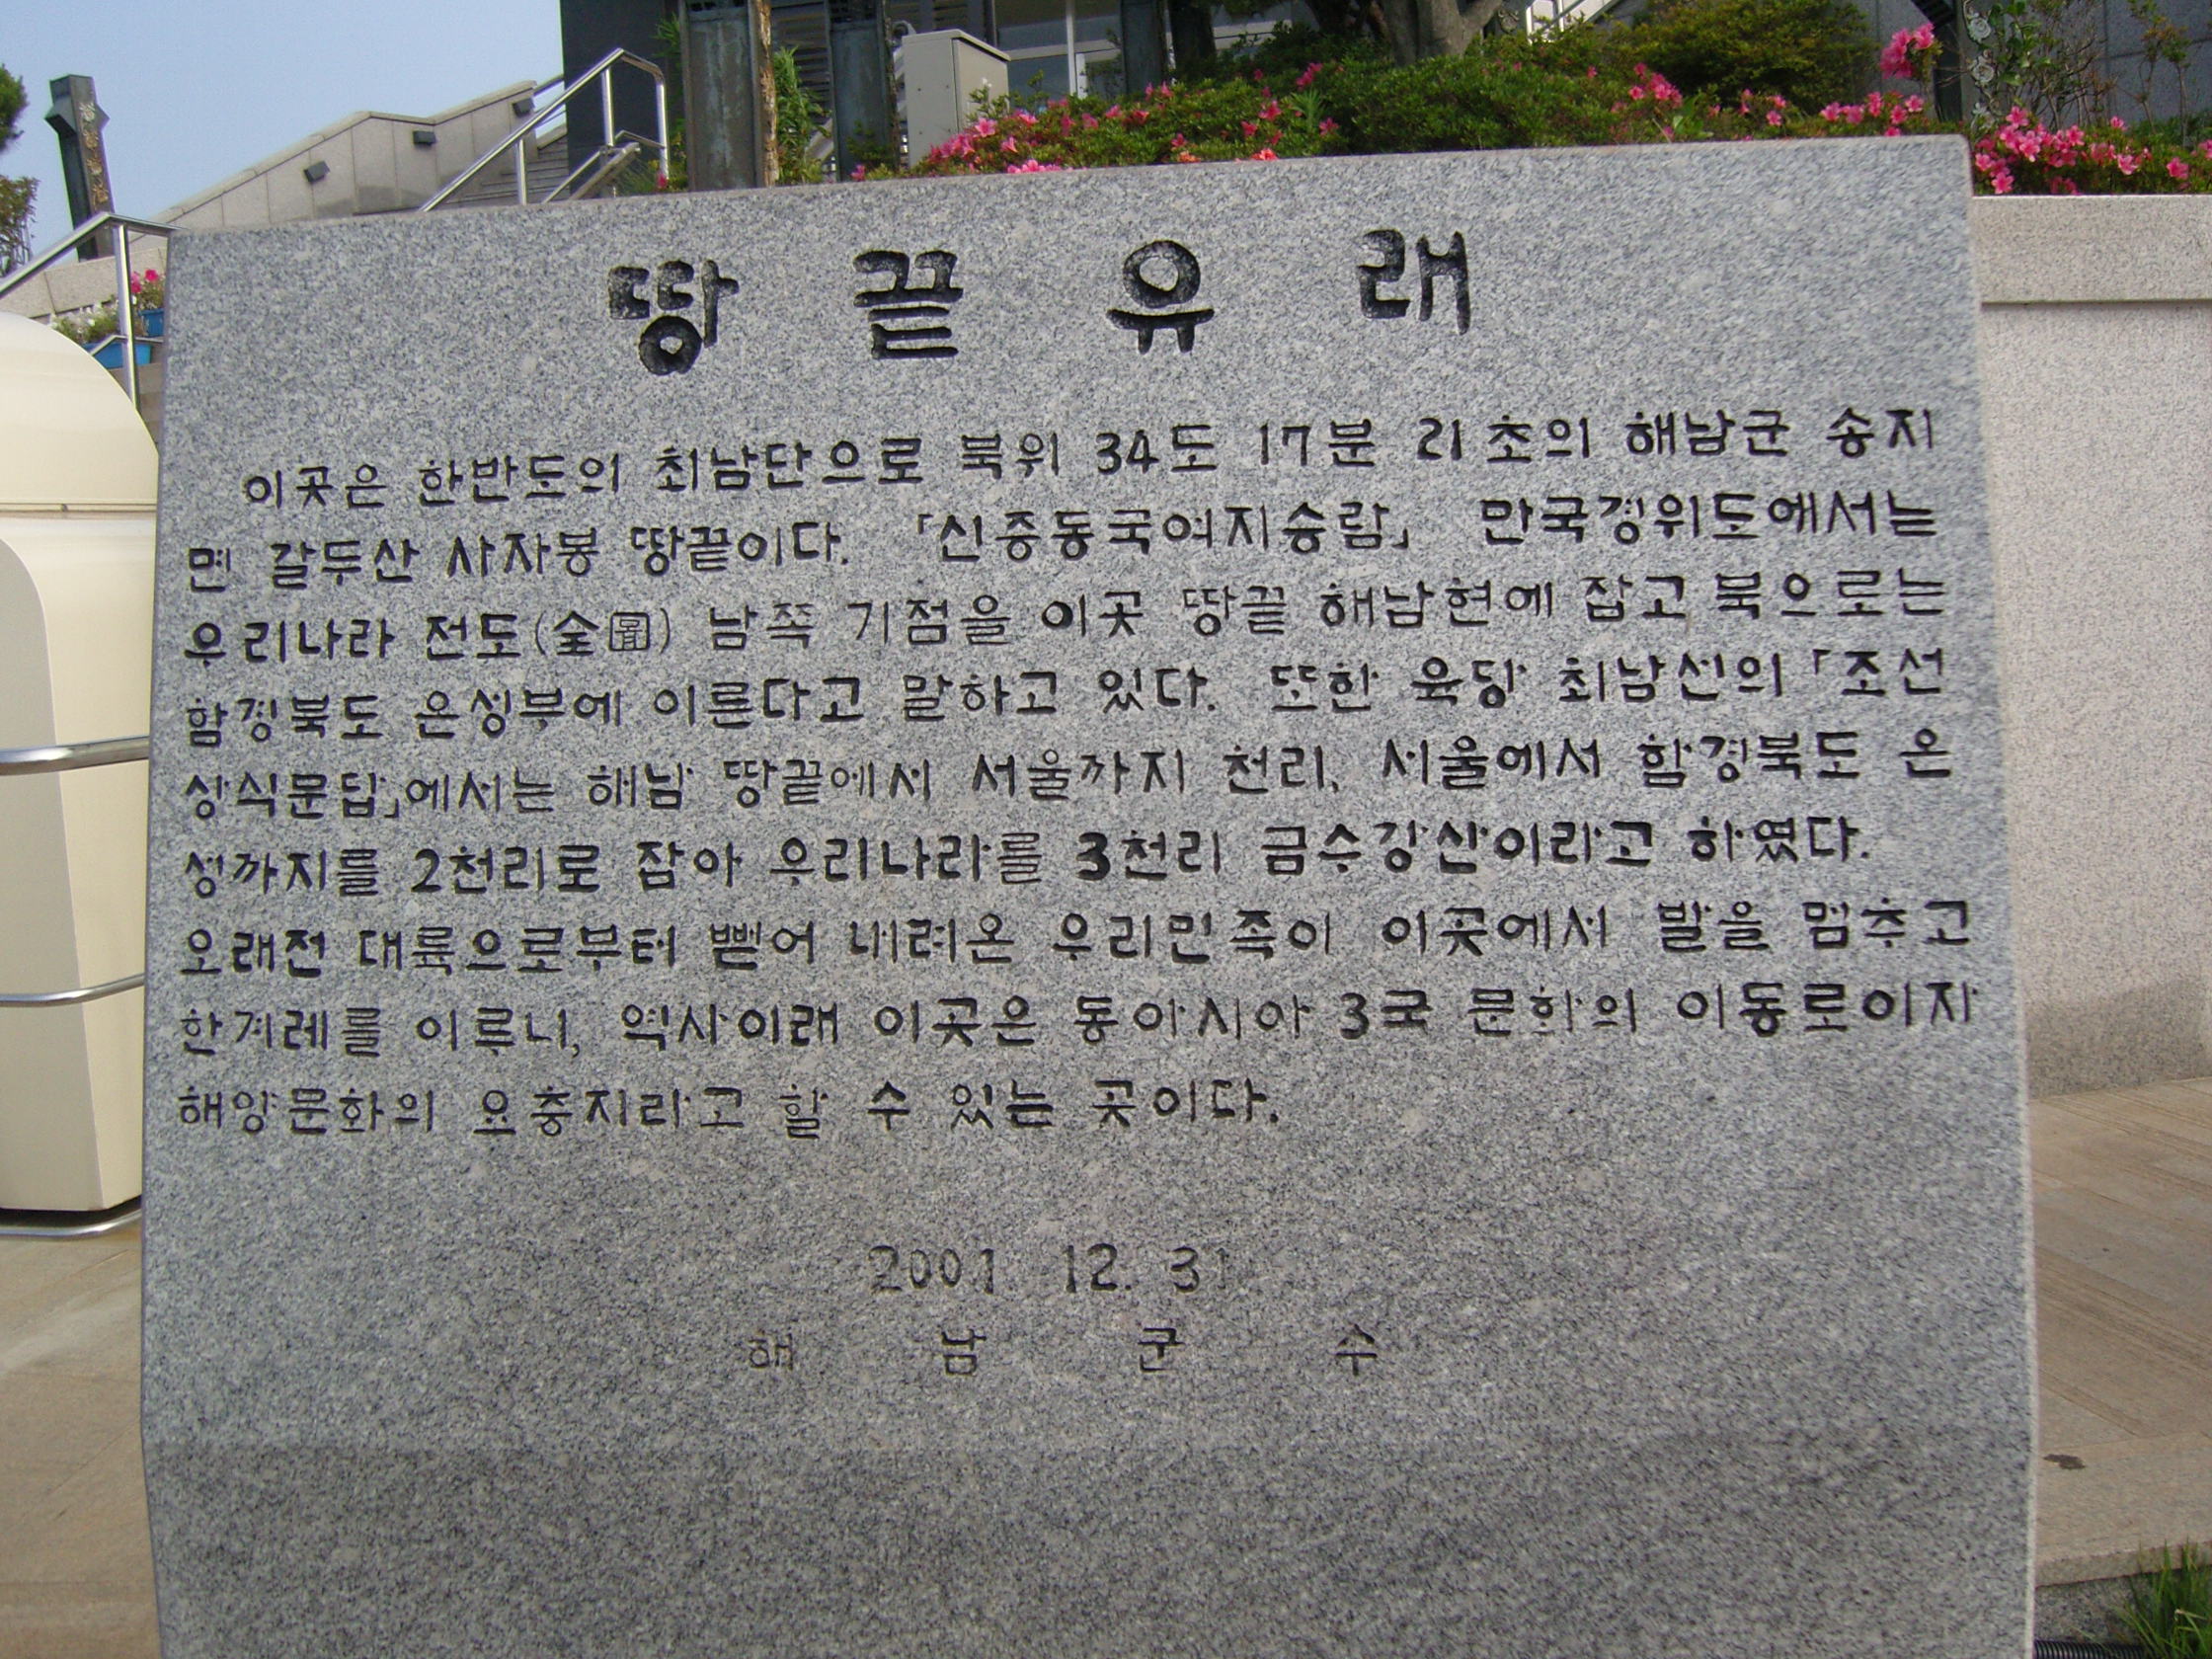 땅끝유래
이곳은 한반도의 최남단으로 북위 34도 17분 21초의 해남군 송지
면 갈두산 사자봉 땅끝이다. 「신증동국여지승람」 만국경위도에서는
우리나라 전도(全圖) 남쪽 기점을 이곳 땅끝 해남현에 잡고 북으로는
함경북도 은성부에 이른다고 말하고 있다. 또한 육당 최남선의 「조선
상식문답」에서는 해남 땅끝에서 서울까지 천리, 서울에서 함경북도 온
성까지를 2천리로 잡아 우리나라를 3천리 금수강산이라고 하였다.
오래전 대륙으로부터 뻗어 내려온 우리민족이 이곳에서 발을 멈추고
한겨레를 이루니, 역사이래 이곳은 동아시아 3국 문화의 이동로이자
해양문화의 요충지라고 할 수 있는 곳이다.
2001 12. 31
해남군수